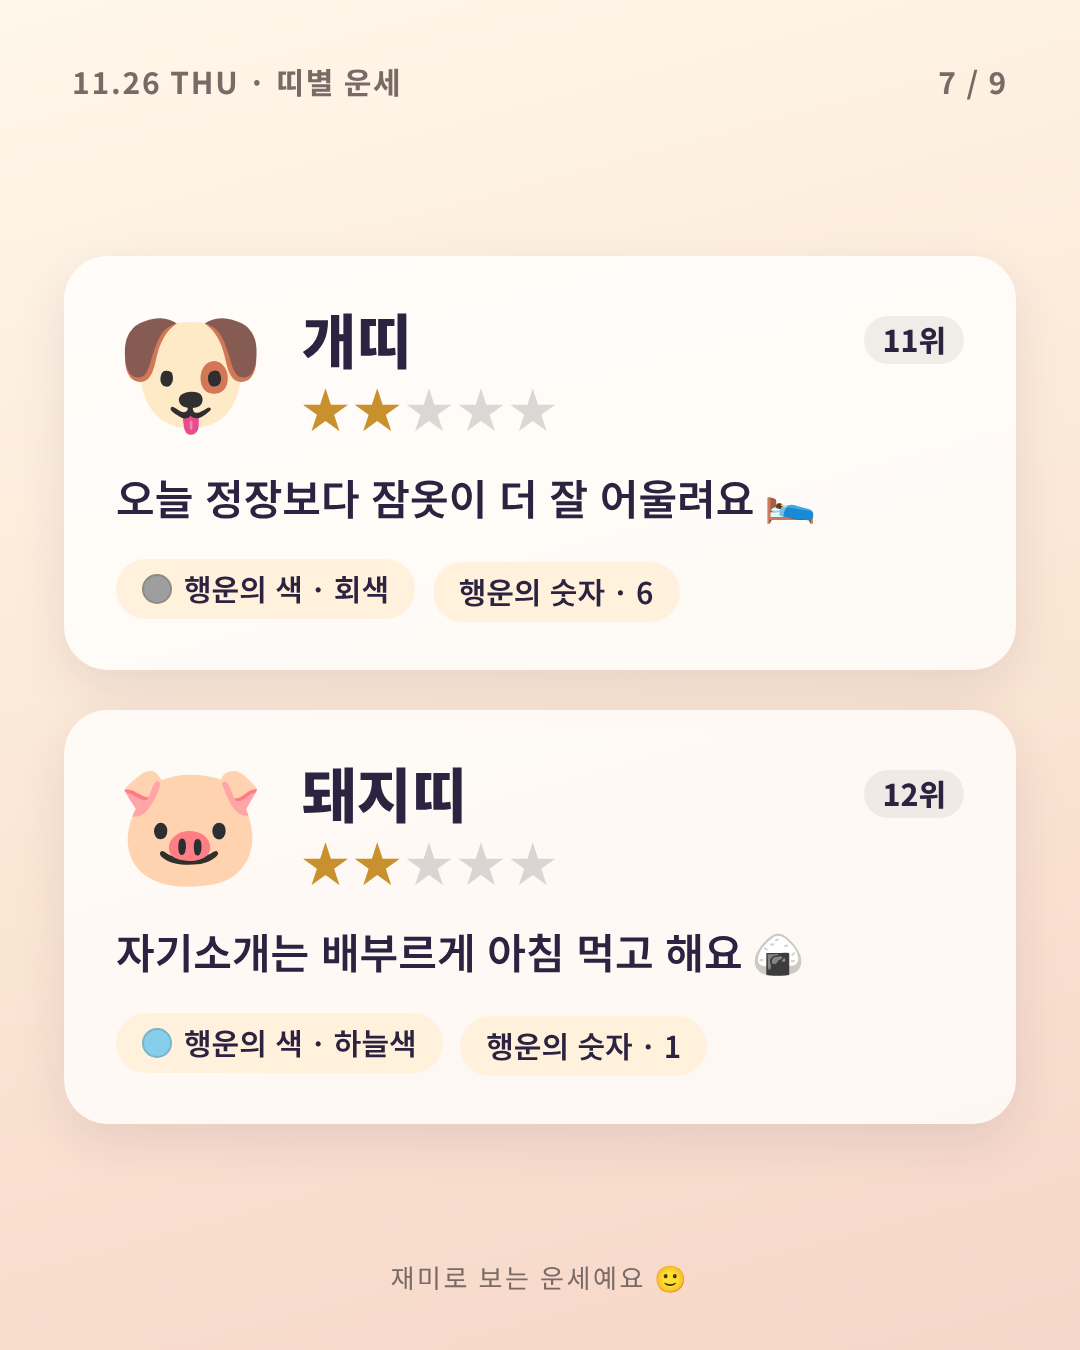 11.26 THU · 띠별 운세
7 / 9
개띠
11위
★★★★★
오늘 정장보다 잠옷이 더 잘 어울려요 🛌
행운의 색 · 회색
행운의 숫자 · 6
돼지띠
12위
★★★★★
자기소개는 배부르게 아침 먹고 해요 🍙
행운의 색 · 하늘색
행운의 숫자 · 1
재미로 보는 운세예요 🙂